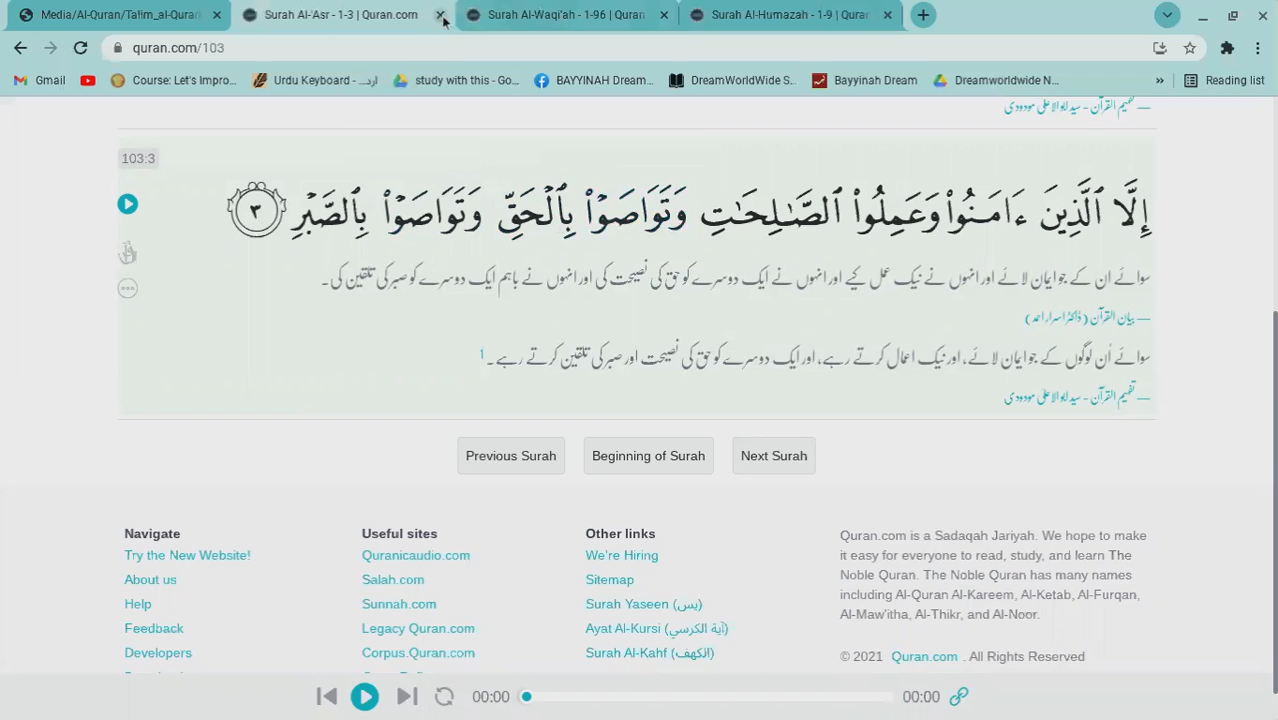 Media/Al-Quran/Talim_al-Quran
Surah Al-'Asr - 1-3 | Quran.com
Surah Al-Waqi'ah - 1-96 | Quran
Surah Al-Humazah - 1-9 | Quran
quran.com/103
Gmail
Course: Let's Impro...
Urdu Keyboard - اردو...
study with this - Go...
BAYYINAH Dream...
DreamWorldWide S...
Bayyinah Dream
Dreamworldwide N...
»
Reading list
— تفہیم القرآن - سید ابو الاعلیٰ مودودی
103:3
إِلَّا ٱلَّذِينَ ءَامَنُوا۟ وَعَمِلُوا۟ ٱلصَّـٰلِحَـٰتِ وَتَوَاصَوْا۟ بِٱلْحَقِّ وَتَوَاصَوْا۟ بِٱلصَّبْرِ ٣
سوائے ان کے جو ایمان لائے اور انہوں نے نیک عمل کیے اور انہوں نے ایک دوسرے کو حق کی نصیحت کی اور انہوں نے باہم ایک دوسرے کو صبر کی تلقین کی۔
— بیان القرآن (ڈاکٹر اسرار احمد)
سوائے اُن لوگوں کے جو ایمان لائے، اور نیک اعمال کرتے رہے، اور ایک دوسرے کو حق کی نصیحت اور صبر کی تلقین کرتے رہے۔ 1
— تفہیم القرآن - سید ابو الاعلیٰ مودودی
Previous Surah
Beginning of Surah
Next Surah
Navigate
Try the New Website!
About us
Help
Feedback
Developers
Useful sites
Quranicaudio.com
Salah.com
Sunnah.com
Legacy Quran.com
Corpus.Quran.com
Other links
We're Hiring
Sitemap
Surah Yaseen (يس)
Ayat Al-Kursi (آية الكرسي)
Surah Al-Kahf (الكهف)
Quran.com is a Sadaqah Jariyah. We hope to make
it easy for everyone to read, study, and learn The
Noble Quran. The Noble Quran has many names
including Al-Quran Al-Kareem, Al-Ketab, Al-Furqan,
Al-Maw'itha, Al-Thikr, and Al-Noor.
© 2021 Quran.com . All Rights Reserved
00:00
00:00